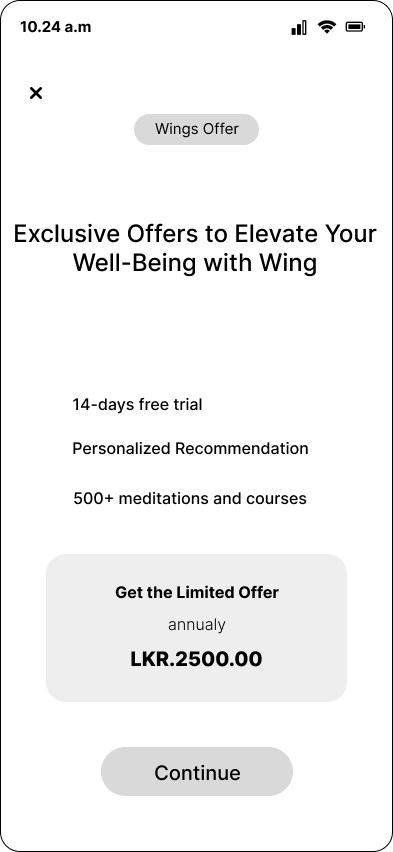 10.24 a.m
Wings Offer
Exclusive Offers to Elevate Your
Well-Being with Wing
14-days free trial
Personalized Recommendation
500+ meditations and courses
Get the Limited Offer
annualy
LKR.2500.00
Continue